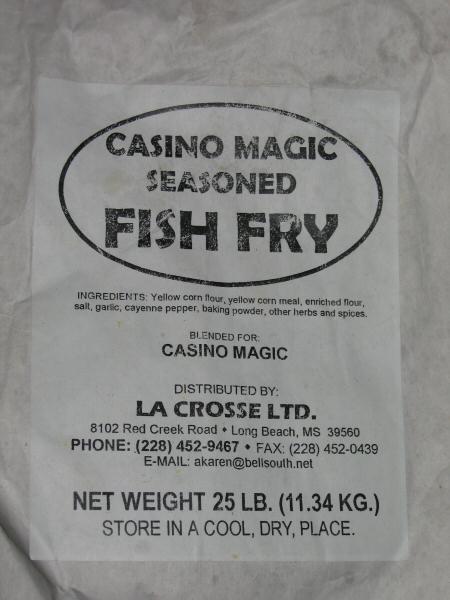 CASINO MAGIC
SEASONED
FISH FRY
INGREDIENTS: Yellow corn flour, yellow corn meal, enriched flour,
salt, garlic, cayenne pepper, baking powder, other herbs and spices.
BLENDED FOR:
CASINO MAGIC
DISTRIBUTED BY:
LA CROSSE LTD.
8102 Red Creek Road • Long Beach, MS 39560
PHONE: (228) 452-9467 • FAX: (228) 452-0439
E-MAIL: akaren@bellsouth.net
NET WEIGHT 25 LB. (11.34 KG.)
STORE IN A COOL, DRY, PLACE.